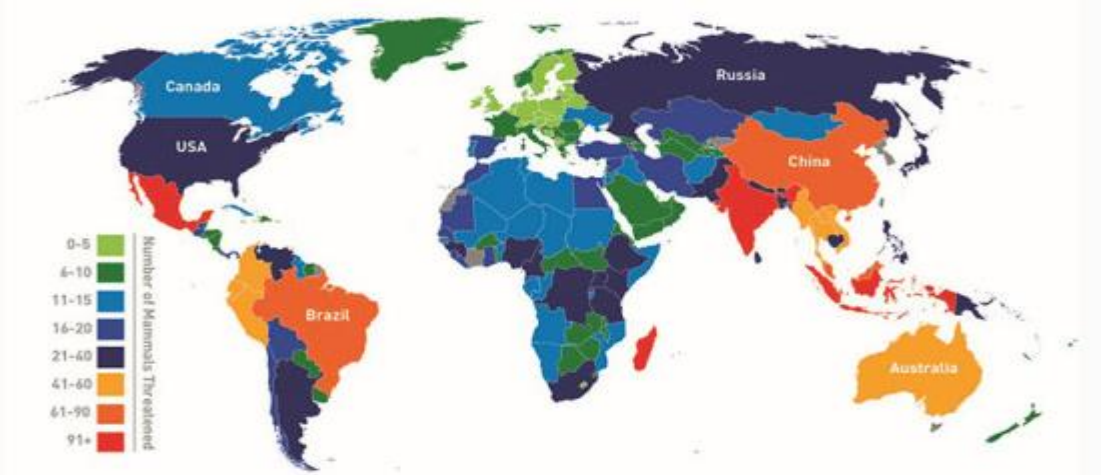 Canada
Russia
USA
China
Brazil
Australia
Number of Mammals Threatened
0-5
6-10
11-15
16-20
21-40
41-60
61-90
91+